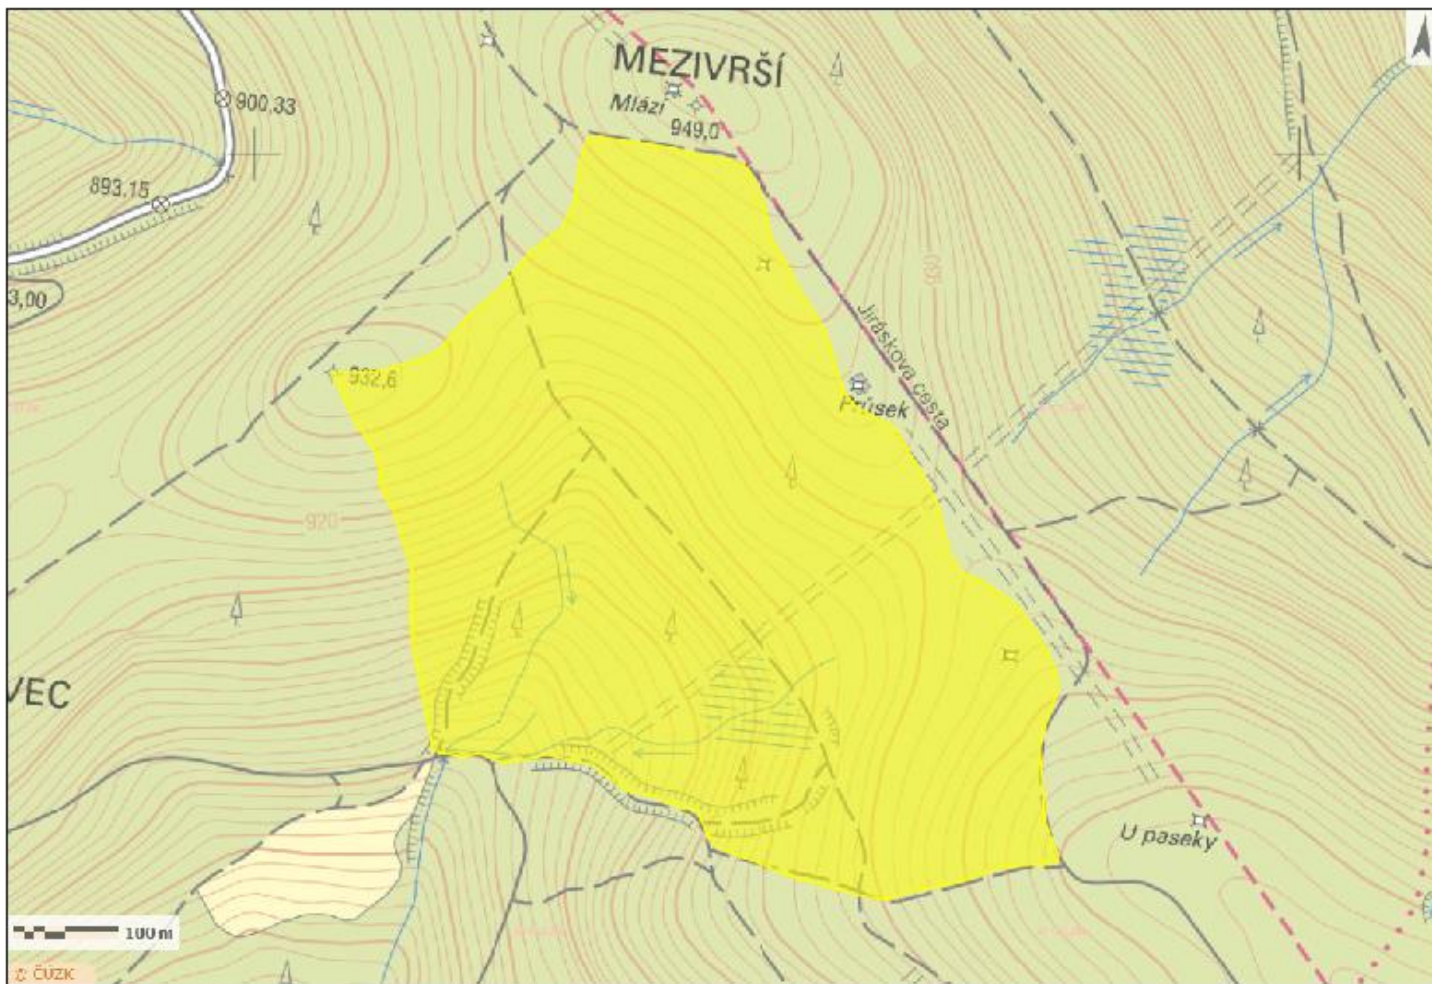 MEZIVRŠÍ
Mlází
949,0
900.33
893.15
3,00
932,6
Průsek
Jiráskova cesta
920
VEC
U paseky
100 m
© ČÚZK